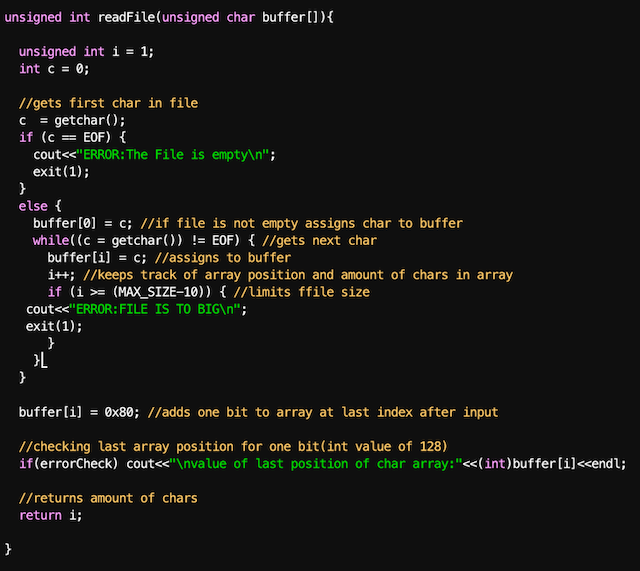 unsigned int readFile(unsigned char buffer[]){
unsigned int i = 1;
int c = 0;
//gets first char in file
c  = getchar();
if (c == EOF) {
cout<<"ERROR:The File is empty\n";
exit(1);
}
else {
buffer[0] = c; //if file is not empty assigns char to buffer
while((c = getchar()) != EOF) { //gets next char
buffer[i] = c; //assigns to buffer
i++; //keeps track of array position and amount of chars in array
if (i >= (MAX_SIZE-10)) { //limits ffile size
cout<<"ERROR:FILE IS TO BIG\n";
exit(1);
}
}
}
buffer[i] = 0x80; //adds one bit to array at last index after input
//checking last array position for one bit(int value of 128)
if(errorCheck) cout<<"\nvalue of last position of char array:"<<(int)buffer[i]<<endl;
//returns amount of chars
return i;
}